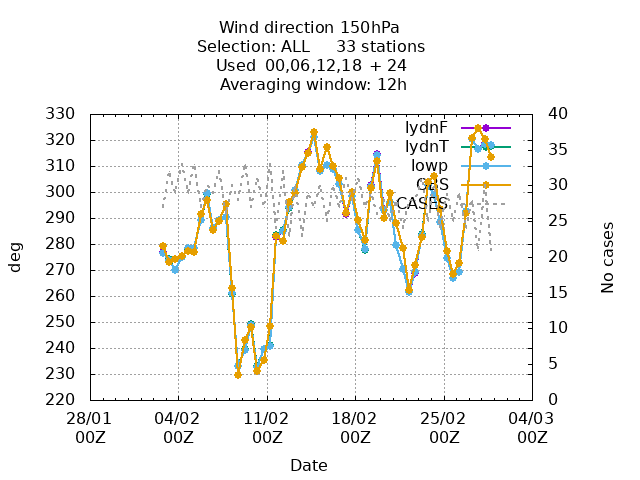 Wind direction 150hPa
Selection: ALL 33 stations
Used 00,06,12,18 + 24
Averaging window: 12h
330
320
310
300
290
280
270
260
250
240
230
220
deg
40
35
30
25
20
15
10
5
0
No cases
lydnF
lydnT
lowp
OBS
CASES
28/01 04/02 11/02 18/02 25/02 04/03
00Z 00Z 00Z 00Z 00Z 00Z
Date